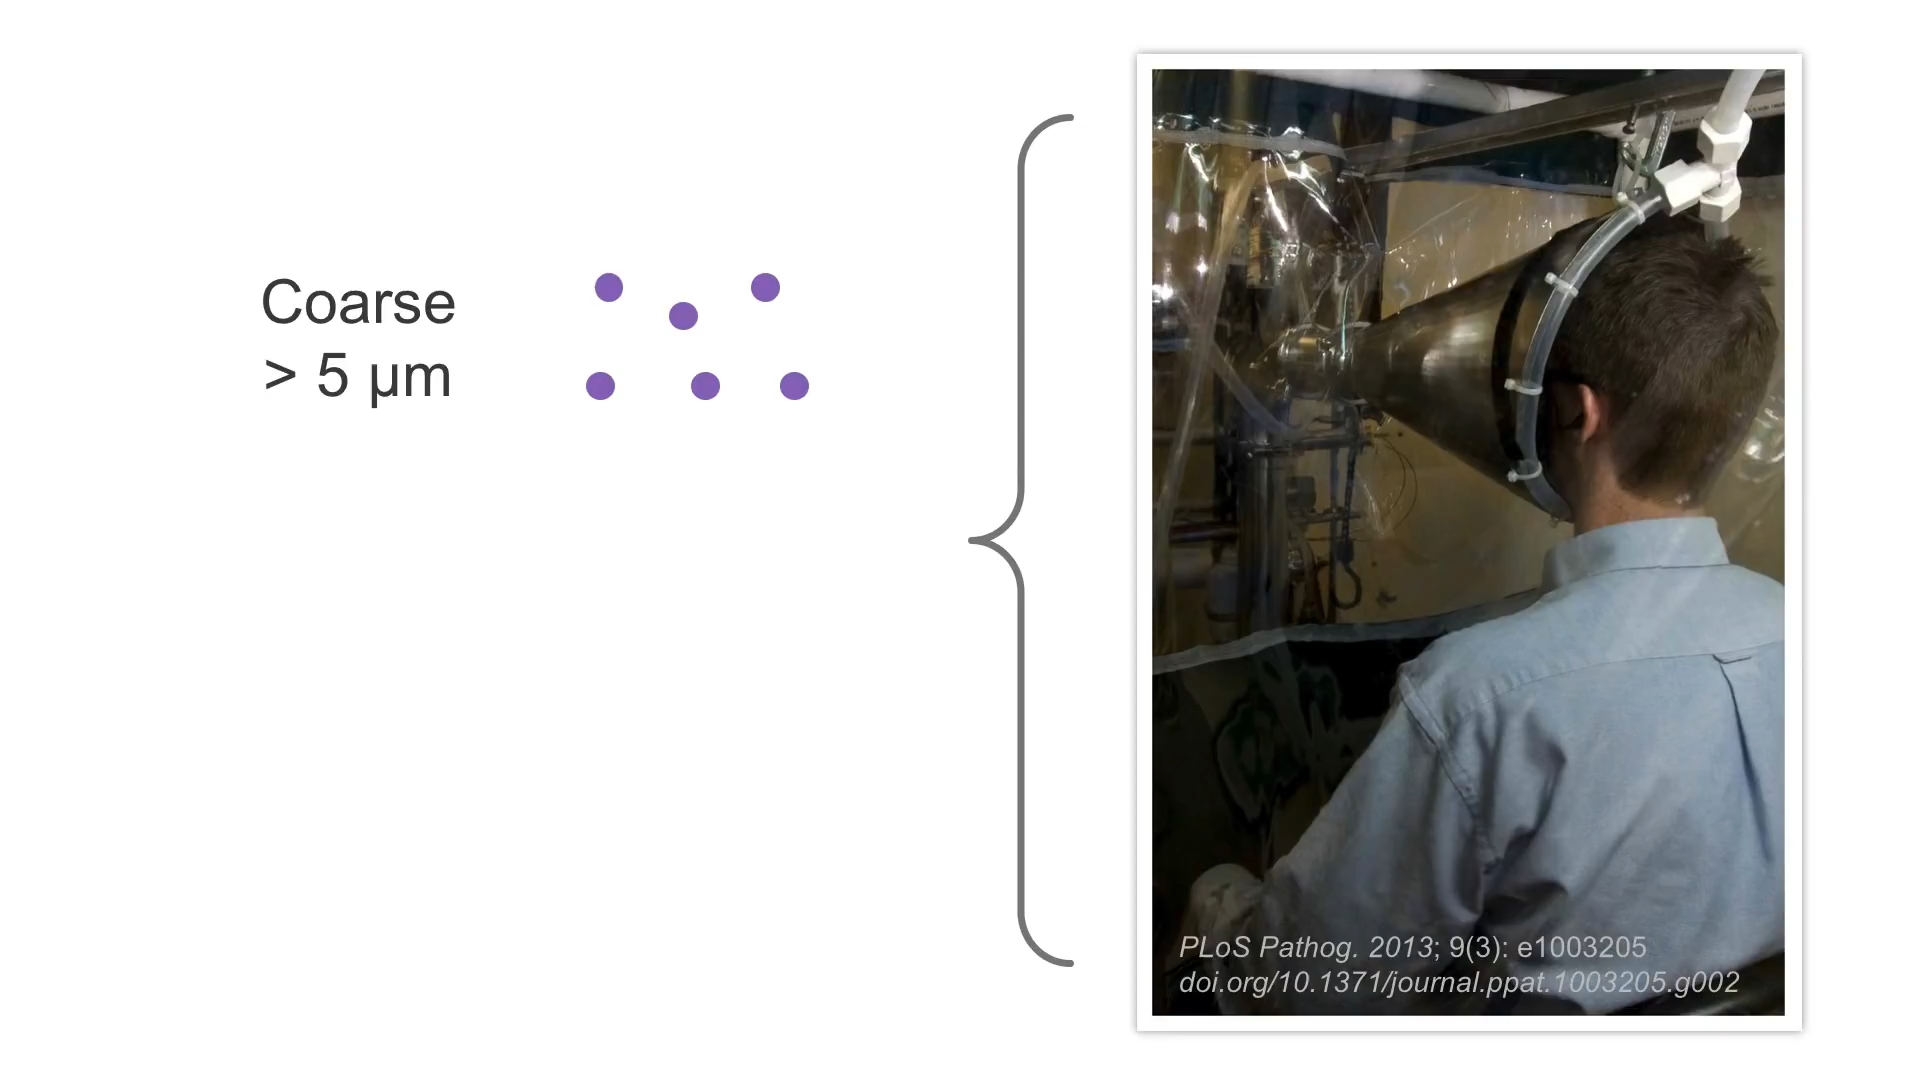 Coarse
> 5 µm
PLoS Pathog. 2013; 9(3): e1003205
doi.org/10.1371/journal.ppat.1003205.g002